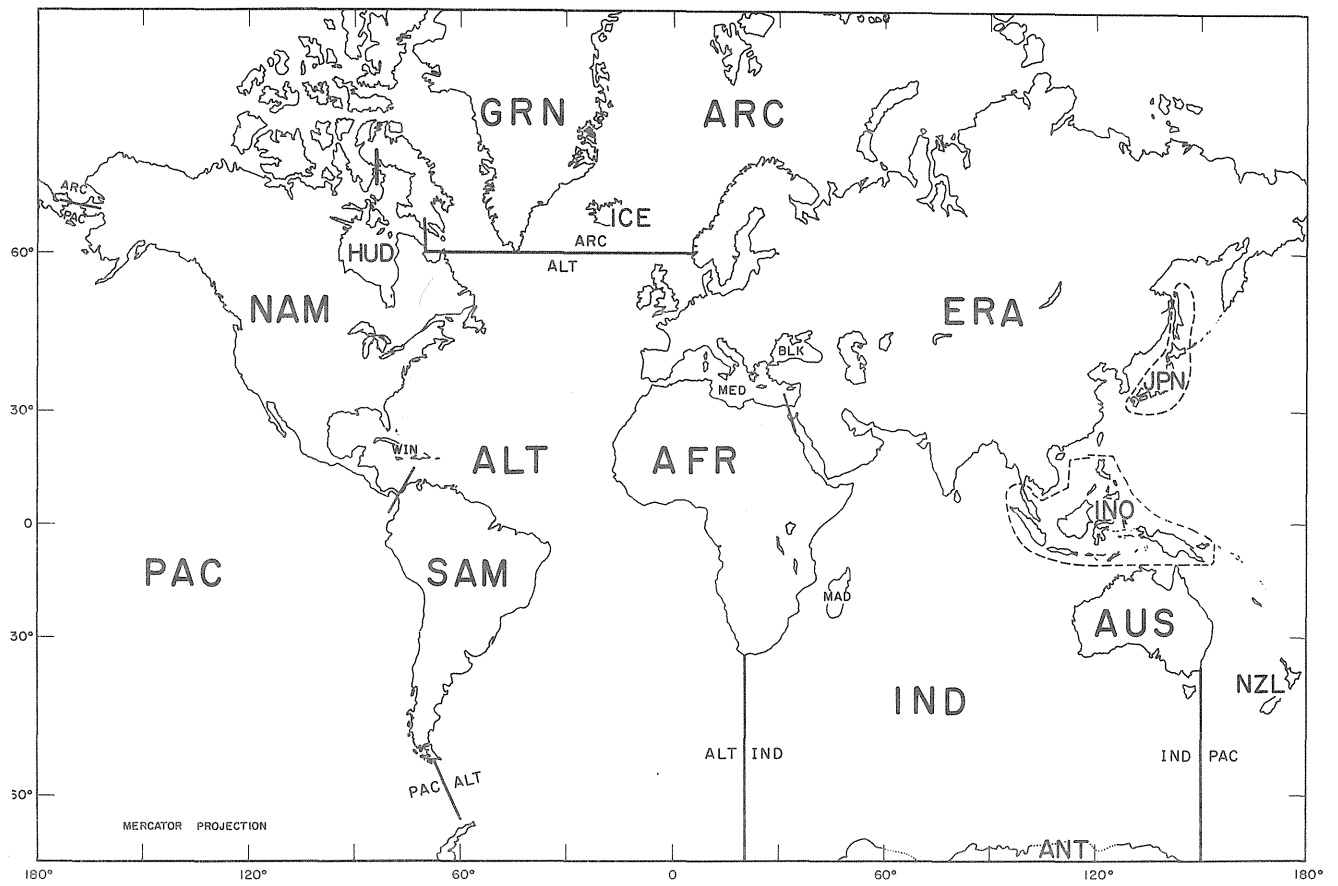 GRN
ARC
ARC
PAC
ICE
ARC
60°
HUD
ALT
NAM
ERA
BLK
JPN
MED
30°
WIN
ALT
AFR
INO
0
PAC
SAM
MAD
AUS
30°
NZL
IND
ALT IND
IND PAC
PAC ALT
60°
MERCATOR PROJECTION
ANT
180° 120° 60° 0 60° 120° 180°